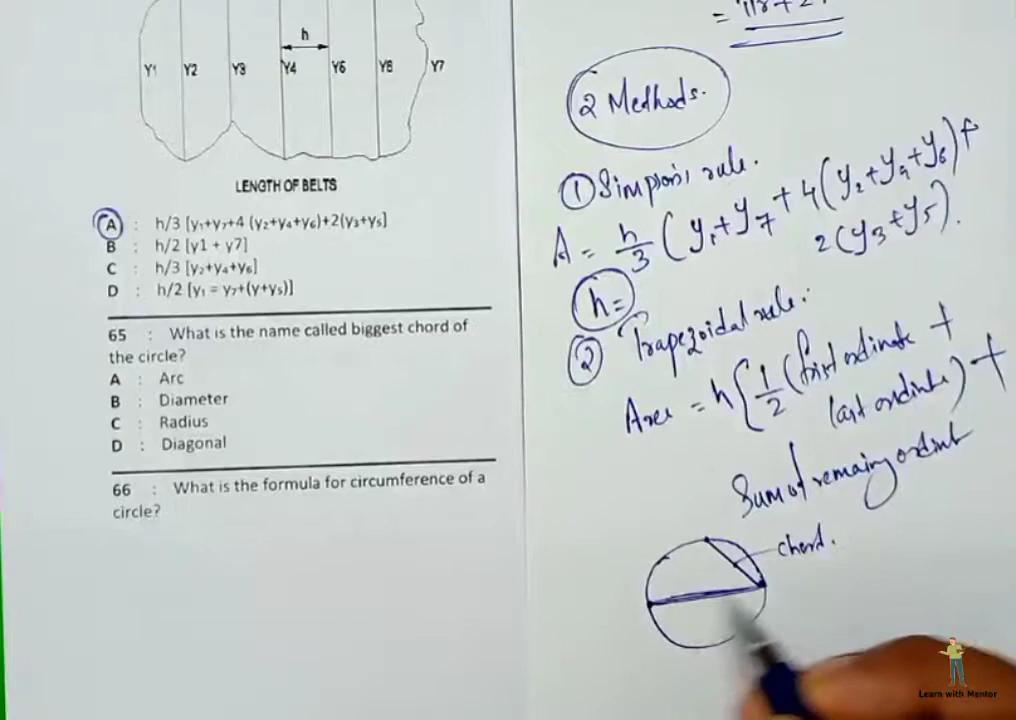 h
Y1 Y2 Y3 Y4 Y5 Y6 Y7
LENGTH OF BELTS
A : h/3 [y₁+y₇+4 (y₂+y₄+y₆)+2(y₃+y₅]
B : h/2 [y1 + y7]
C : h/3 [y₂+y₄+y₆]
D : h/2 [y₁ = y₇+(y+y₅)]
65 : What is the name called biggest chord of
the circle?
A : Arc
B : Diameter
C : Radius
D : Diagonal
66 : What is the formula for circumference of a
circle?
2 Methods.
① Simpson's rule.
A = h/3 (y₁+y₇ + 4(y₂+y₄+y₆)+
2(y₃+y₅).
h=
② Trapezoidal rule:
Area = h{1/2 (first ordinate +
last ordinate) +
Sum of remaining ordinat
chord.
Learn with Mentor